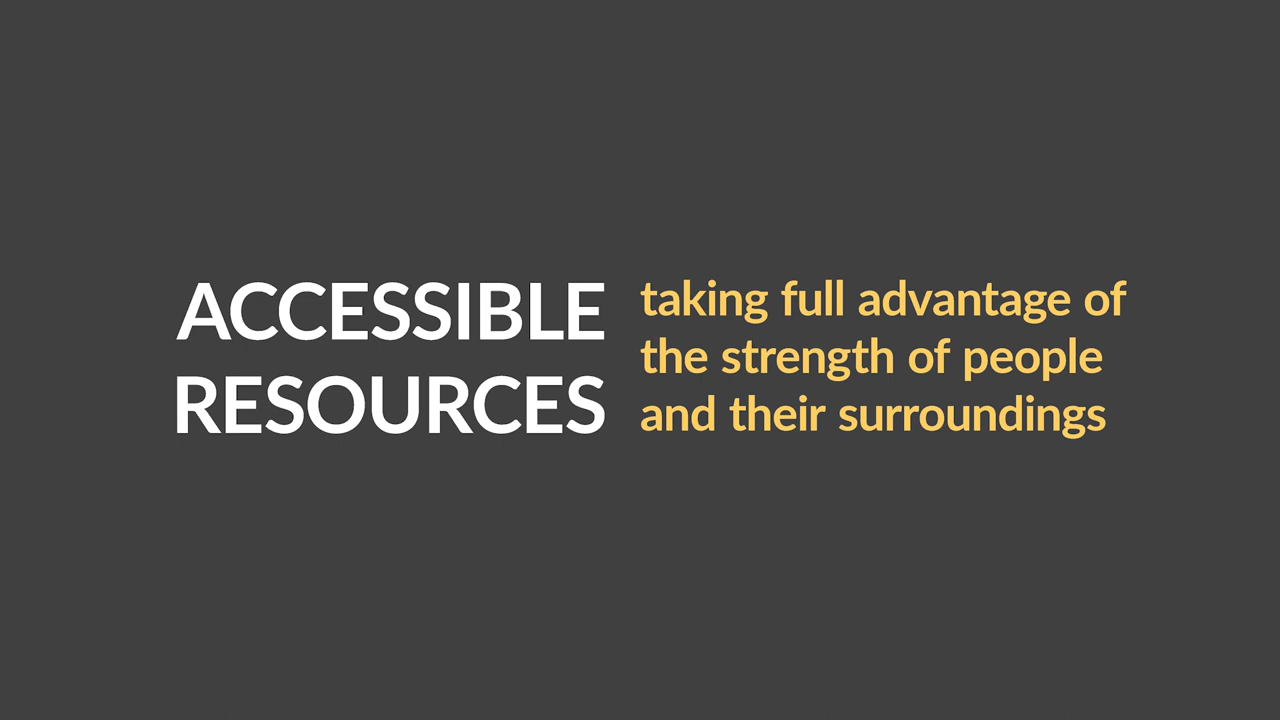 ACCESSIBLE
RESOURCES
taking full advantage of
the strength of people
and their surroundings